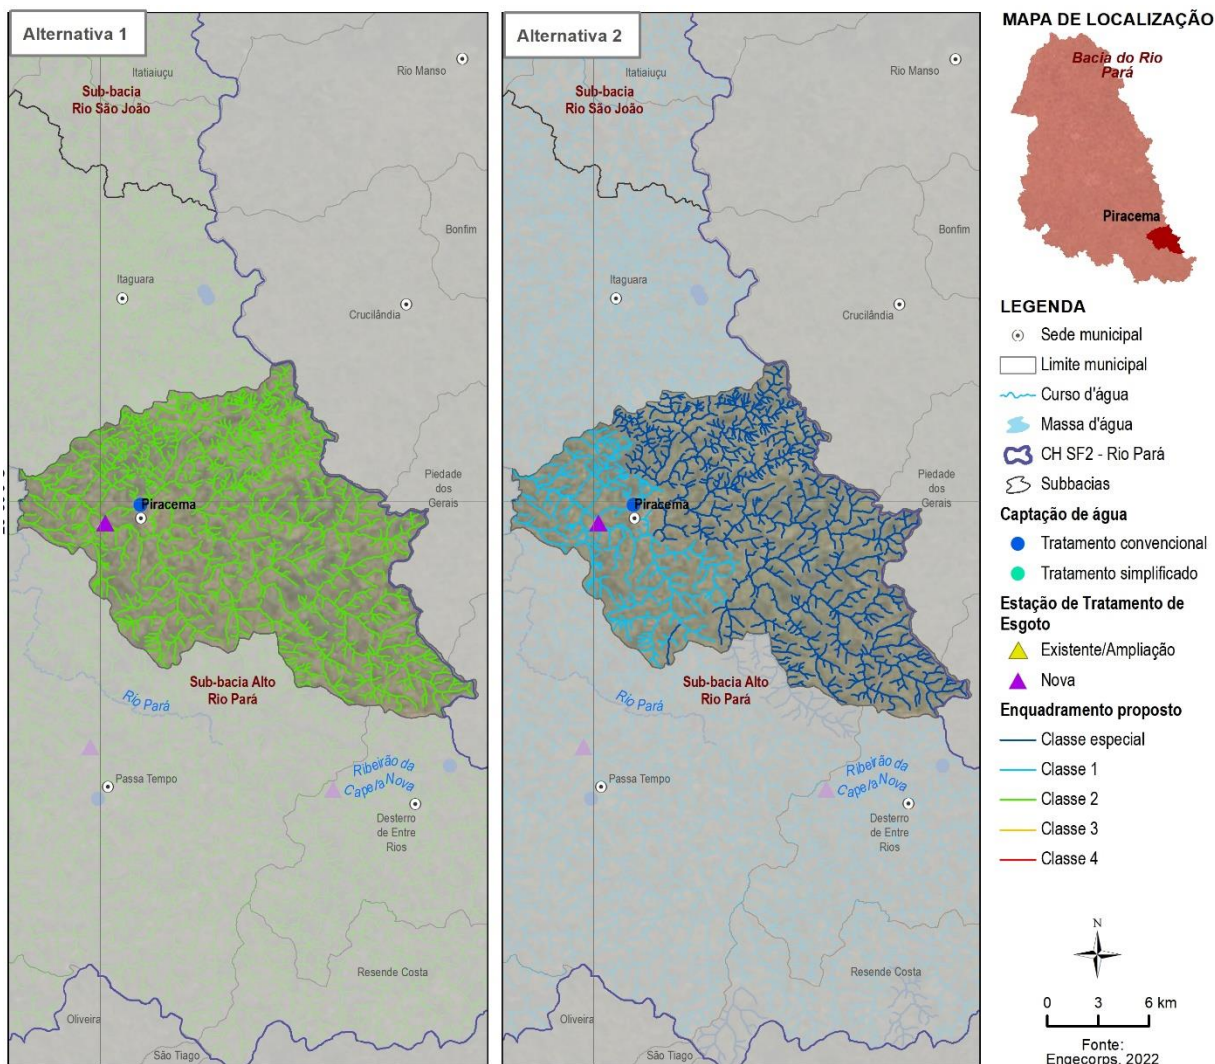 Alternativa 1
Itatiaiuçu
Rio Manso
Sub-bacia
Rio São João
Bonfim
Itaguara
Crucilândia
Piedade
dos
Gerais
Piracema
Sub-bacia Alto
Rio Pará
Rio Pará
Passa Tempo
Ribeirão da
Capela Nova
Desterro
de Entre
Rios
Resende Costa
Oliveira
São Tiago
Alternativa 2
Itatiaiuçu
Rio Manso
Sub-bacia
Rio São João
Bonfim
Itaguara
Crucilândia
Piedade
dos
Gerais
Piracema
Sub-bacia Alto
Rio Pará
Rio Pará
Passa Tempo
Ribeirão da
Capela Nova
Desterro
de Entre
Rios
Resende Costa
Oliveira
São Tiago
MAPA DE LOCALIZAÇÃO
Bacia do Rio
Pará
Piracema
LEGENDA
Sede municipal
Limite municipal
Curso d'água
Massa d'água
CH SF2 - Rio Pará
Subbacias
Captação de água
Tratamento convencional
Tratamento simplificado
Estação de Tratamento de
Esgoto
Existente/Ampliação
Nova
Enquadramento proposto
Classe especial
Classe 1
Classe 2
Classe 3
Classe 4
N
0 3 6 km
Fonte:
Engecorps, 2022